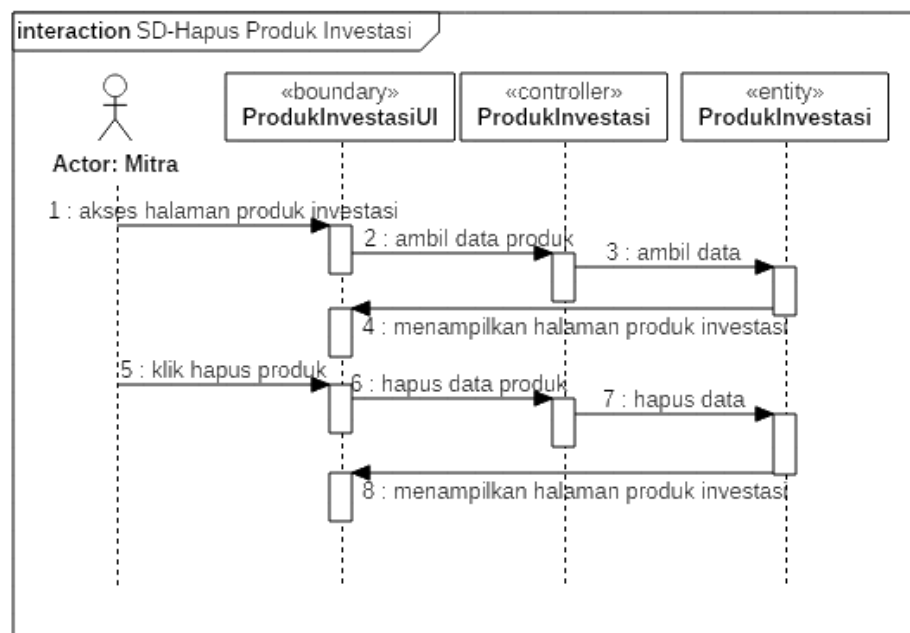 interaction SD-Hapus Produk Investasi
«boundary»
ProdukInvestasiUI
«controller»
ProdukInvestasi
«entity»
ProdukInvestasi
Actor: Mitra
1 : akses halaman produk investasi
2 : ambil data produk
3 : ambil data
4 : menampilkan halaman produk investasi
5 : klik hapus produk
6 : hapus data produk
7 : hapus data
8 : menampilkan halaman produk investasi